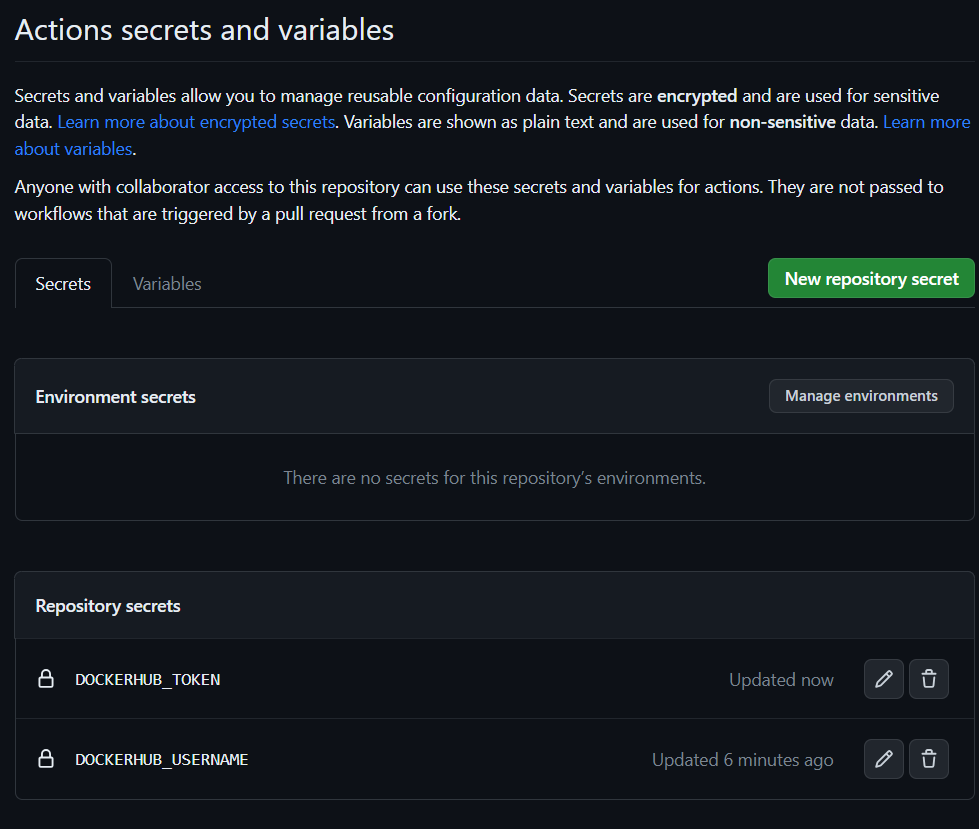 Actions secrets and variables
Secrets and variables allow you to manage reusable configuration data. Secrets are encrypted and are used for sensitive
data. Learn more about encrypted secrets. Variables are shown as plain text and are used for non-sensitive data. Learn more
about variables.
Anyone with collaborator access to this repository can use these secrets and variables for actions. They are not passed to
workflows that are triggered by a pull request from a fork.
Secrets Variables New repository secret
Environment secrets Manage environments
There are no secrets for this repository’s environments.
Repository secrets
DOCKERHUB_TOKEN Updated now
DOCKERHUB_USERNAME Updated 6 minutes ago